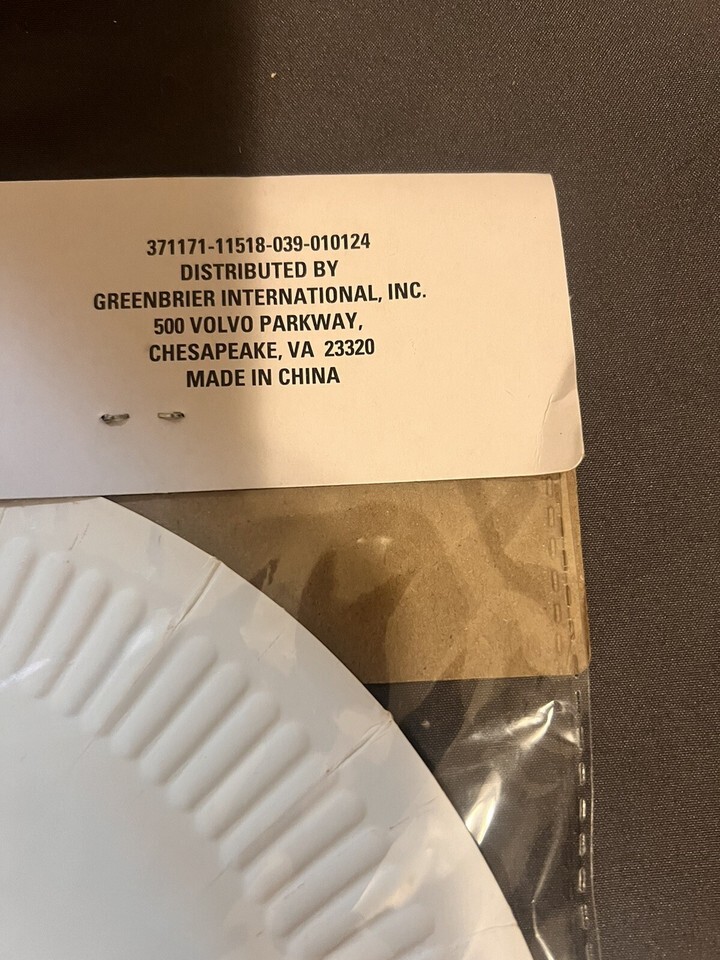 371171-11518-039-010124
DISTRIBUTED BY
GREENBRIER INTERNATIONAL, INC.
500 VOLVO PARKWAY,
CHESAPEAKE, VA 23320
MADE IN CHINA